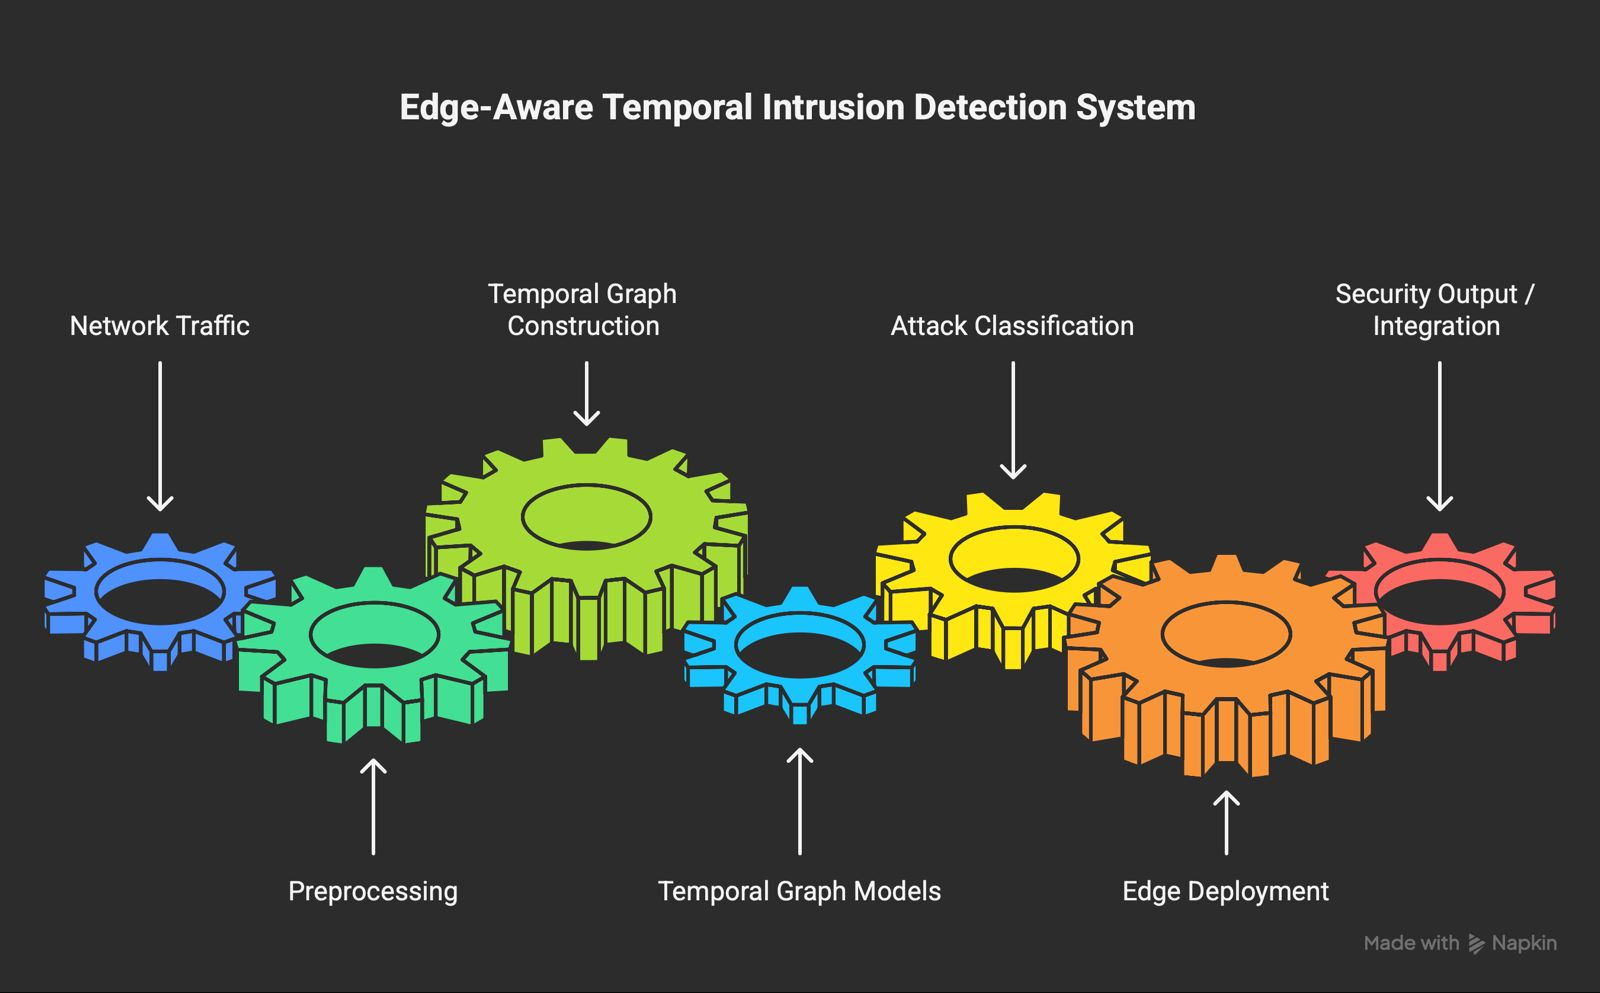 Edge-Aware Temporal Intrusion Detection System
Network Traffic
Temporal Graph
Construction
Attack Classification
Security Output /
Integration
Preprocessing
Temporal Graph Models
Edge Deployment
Made with Napkin